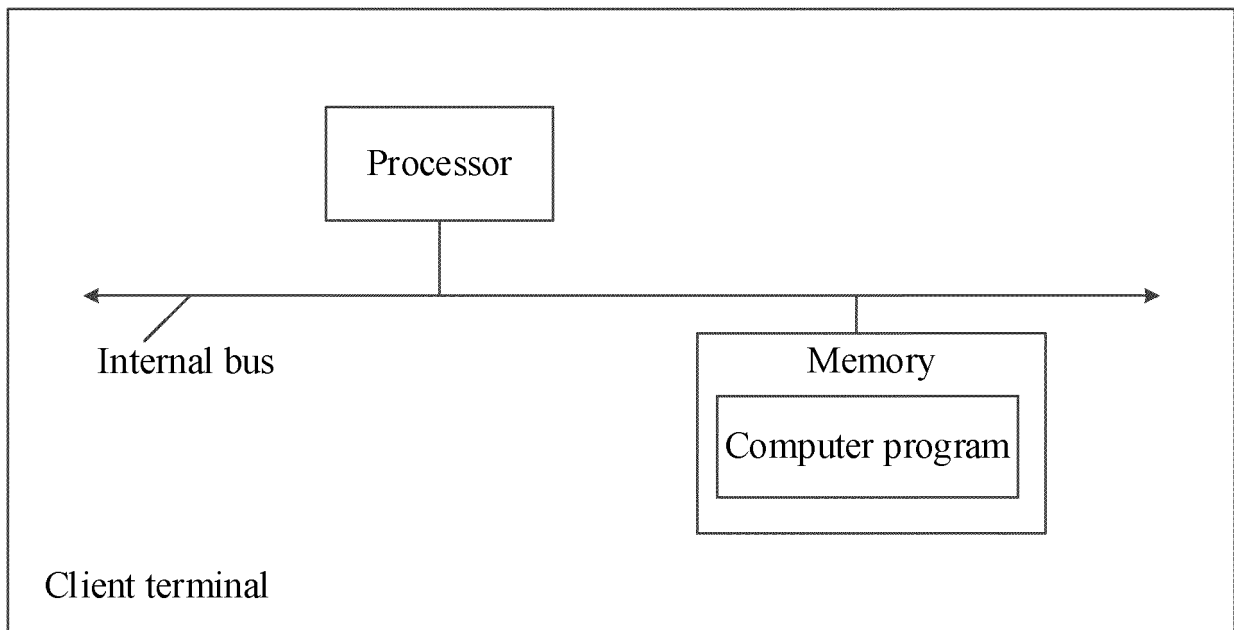 Processor
Internal bus
Memory
Computer program
Client terminal